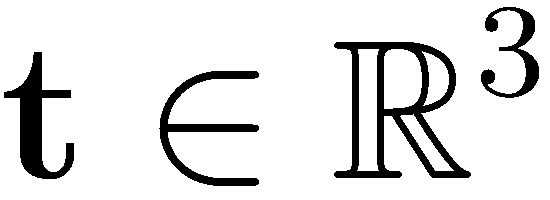 𝐭 ∈ ℝ³